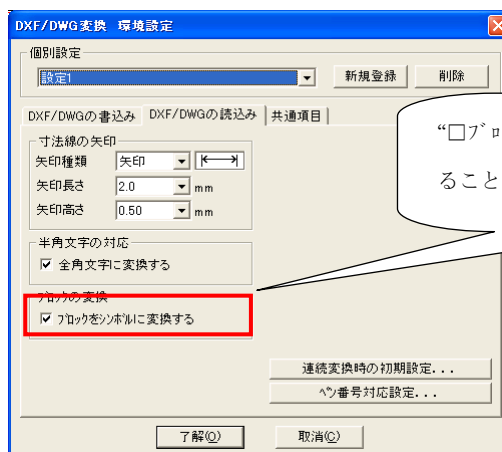 DXF/DWG変換 環境設定
個別設定
設定1
新規登録
削除
DXF/DWGの書込み
DXF/DWGの読込み
共通項目
寸法線の矢印
矢印種類
矢印
矢印長さ
2.0
mm
矢印高さ
0.50
mm
半角文字の対応
全角文字に変換する
ﾌﾞﾛｯｸの変換
ﾌﾞﾛｯｸをｼﾝﾎﾞﾙに変換する
“□ﾌﾞﾛ
ること
連続変換時の初期設定...
ﾍﾟﾝ番号対応設定...
了解(O)
取消(C)